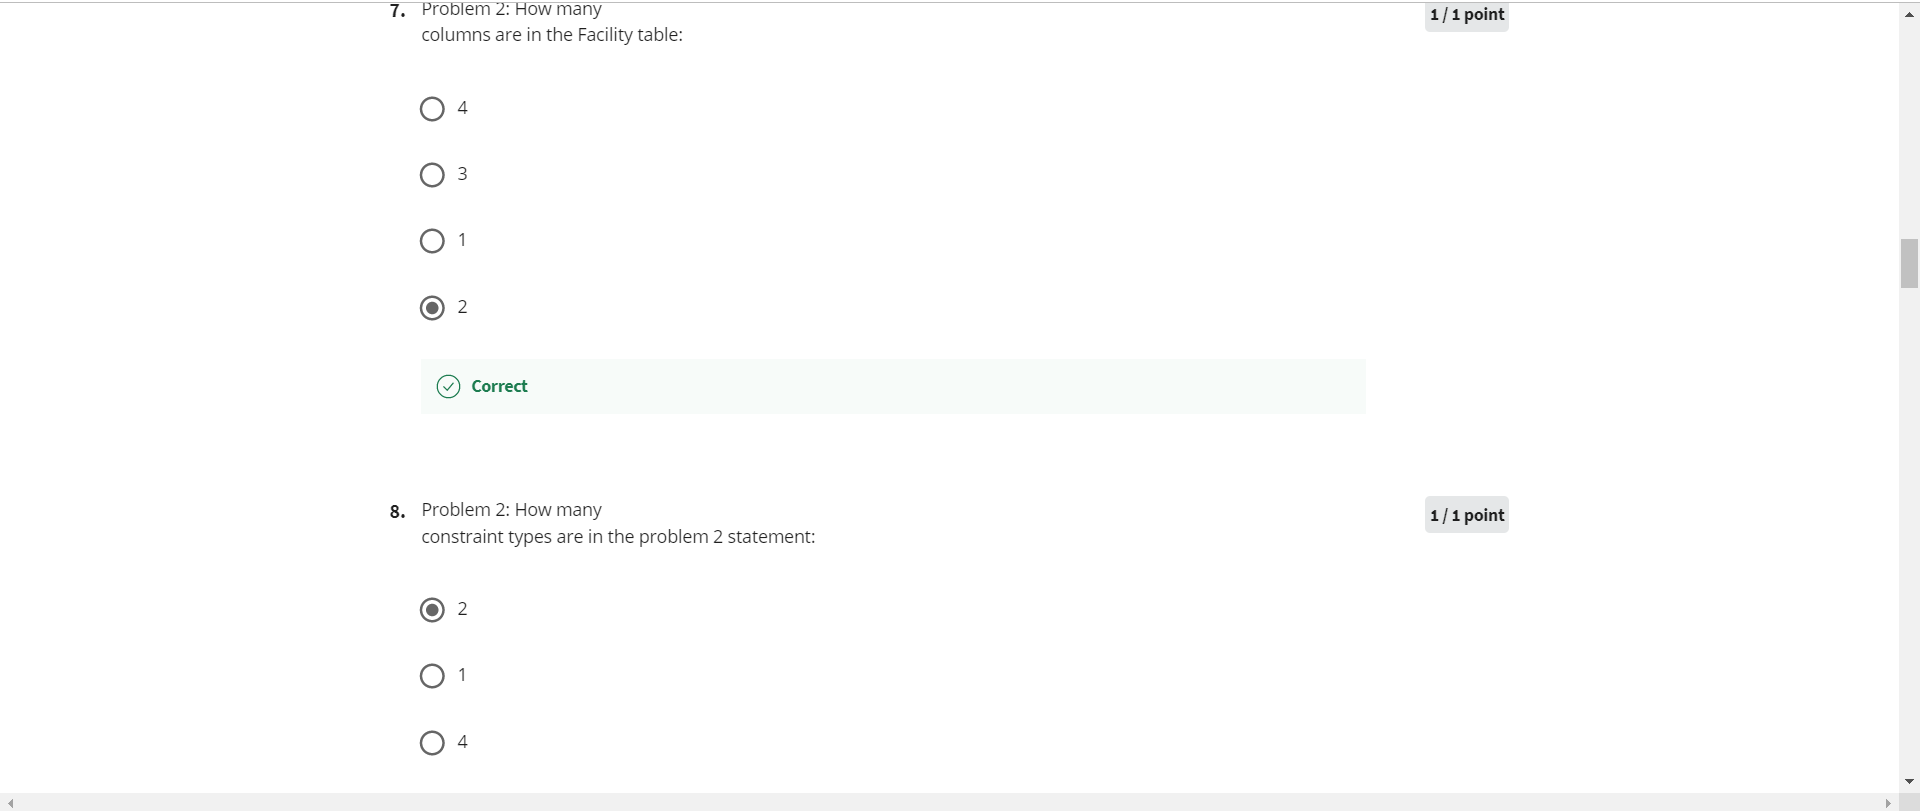 7. Problem 2: How many
columns are in the Facility table:
1 / 1 point
4
3
1
2
Correct
8. Problem 2: How many
constraint types are in the problem 2 statement:
1 / 1 point
2
1
4